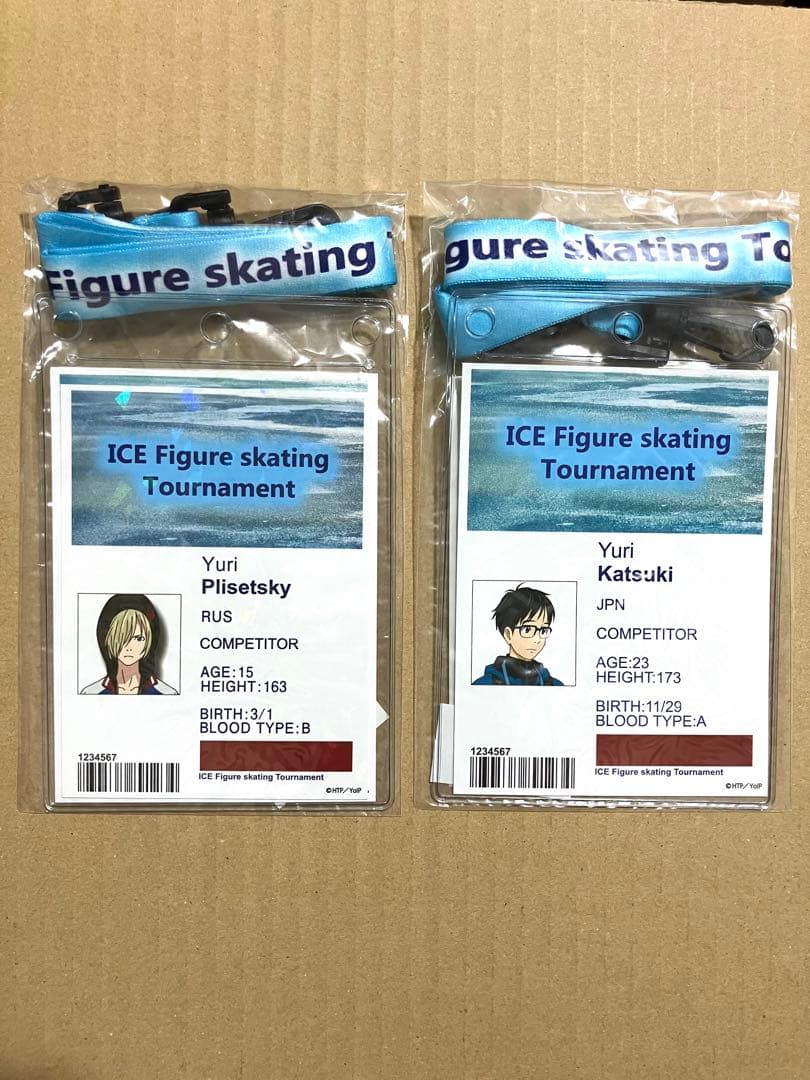 Figure skating T
ICE Figure skating
Tournament
Yuri
Plisetsky
RUS
COMPETITOR
AGE:15
HEIGHT:163
BIRTH:3/1
BLOOD TYPE:B
1234567
ICE Figure skating Tournament
©HTP/YoIP
gure skating To
ICE Figure skating
Tournament
Yuri
Katsuki
JPN
COMPETITOR
AGE:23
HEIGHT:173
BIRTH:11/29
BLOOD TYPE:A
1234567
ICE Figure skating Tournament
©HTP/YoIP